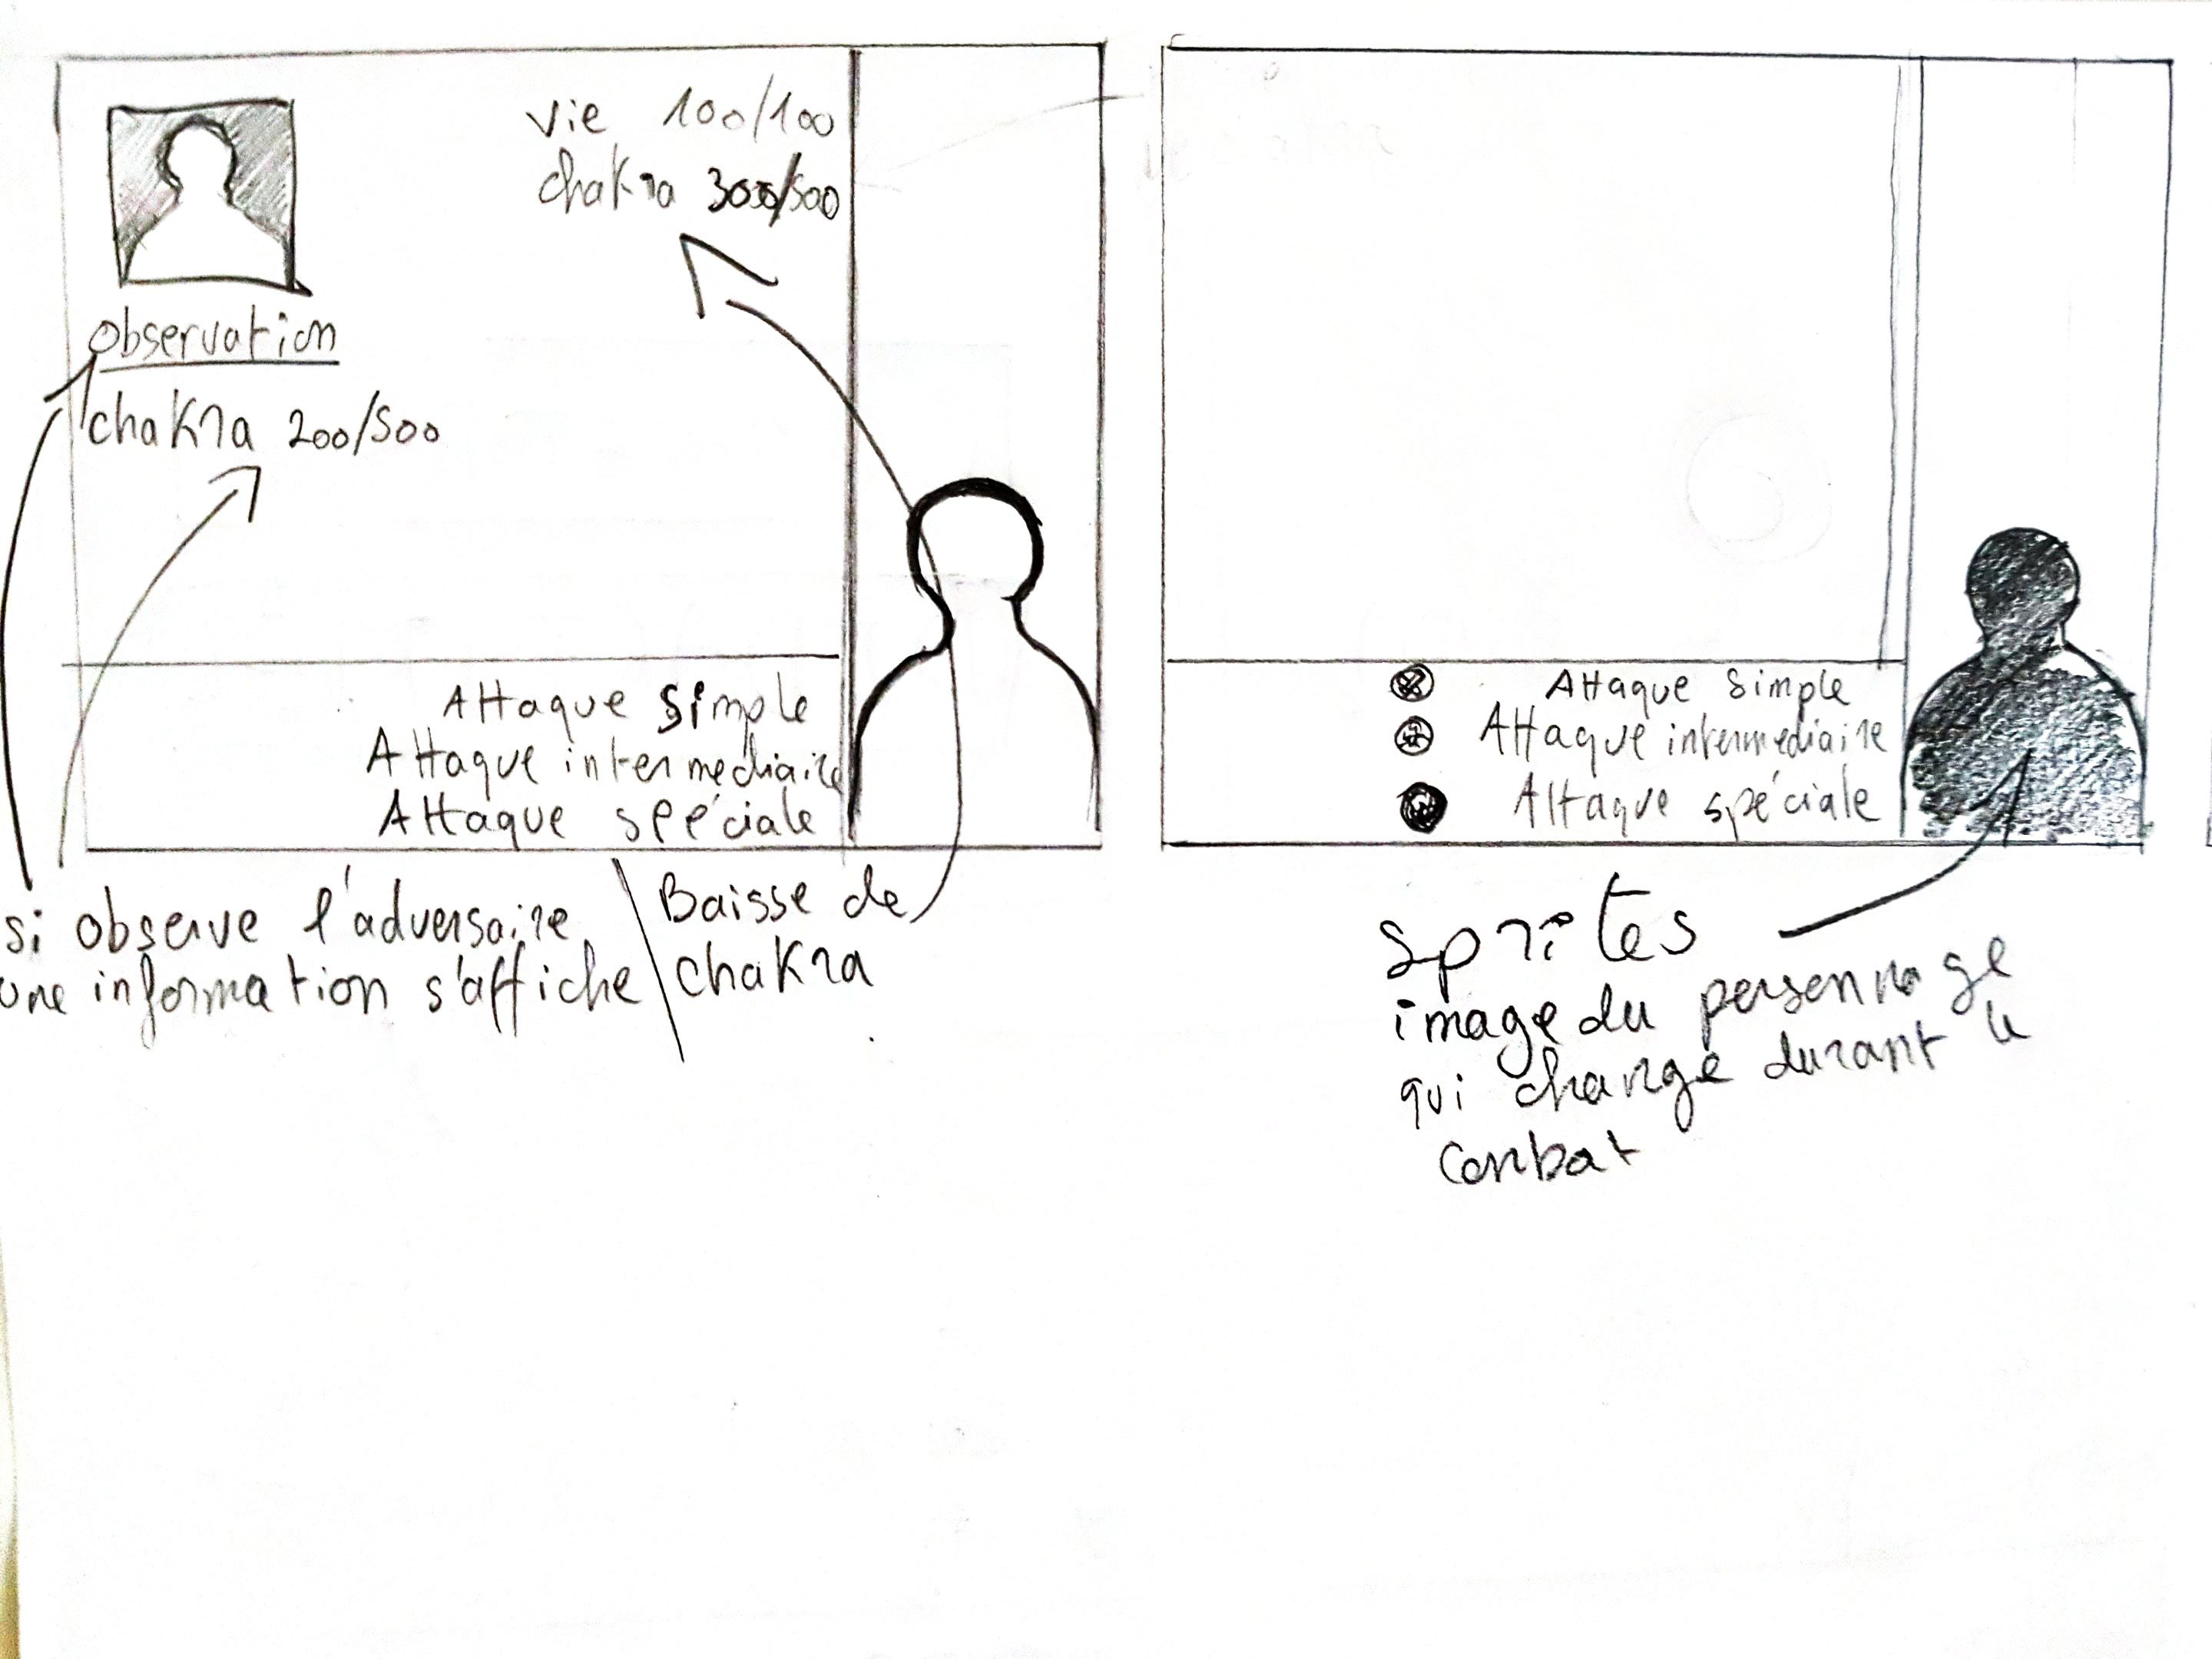 vie 100/100
chakra 300/500
observation
chakra 200/500
Attaque simple
Attaque intermediaire
Attaque spéciale
si observe l'adversaire
une information s'affiche
Baisse de
chakra
Attaque simple
Attaque intermediaire
Attaque spéciale
sprites
image du personnage
qui change durant le
combat